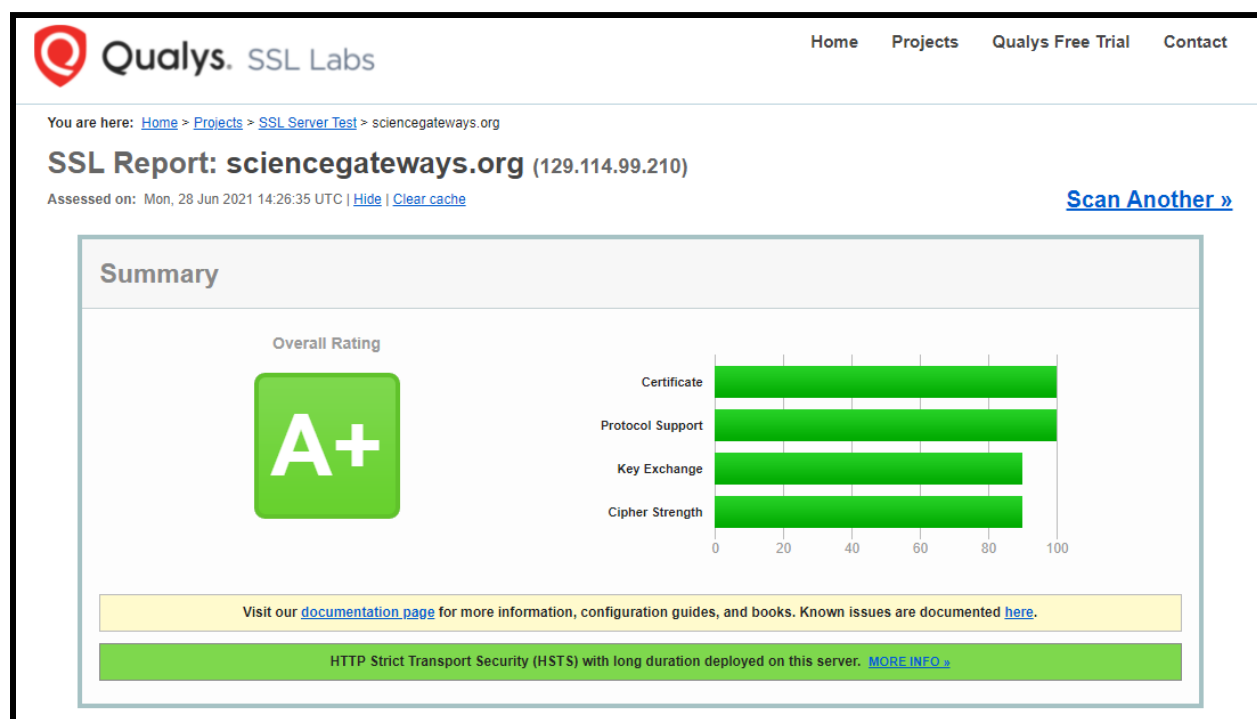 Qualys. SSL Labs
Home Projects Qualys Free Trial Contact
You are here: Home > Projects > SSL Server Test > sciencegateways.org
SSL Report: sciencegateways.org (129.114.99.210)
Assessed on: Mon, 28 Jun 2021 14:26:35 UTC | Hide | Clear cache
Scan Another »
Summary
Overall Rating
A+
Certificate
Protocol Support
Key Exchange
Cipher Strength
0 20 40 60 80 100
Visit our documentation page for more information, configuration guides, and books. Known issues are documented here.
HTTP Strict Transport Security (HSTS) with long duration deployed on this server. MORE INFO »